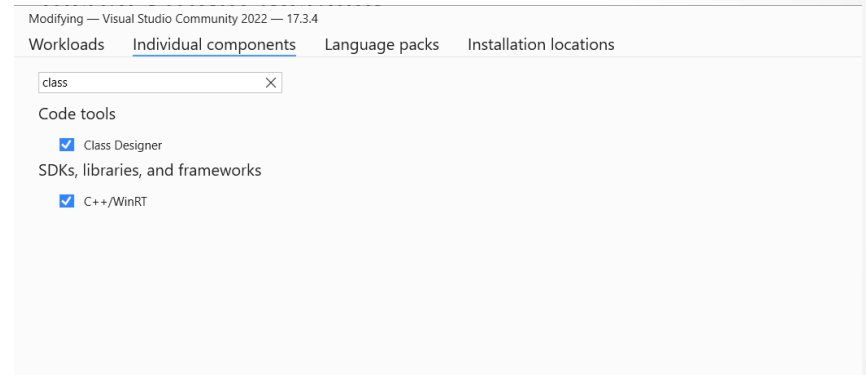 Modifying — Visual Studio Community 2022 — 17.3.4
Workloads Individual components Language packs Installation locations
class
Code tools
Class Designer
SDKs, libraries, and frameworks
C++/WinRT